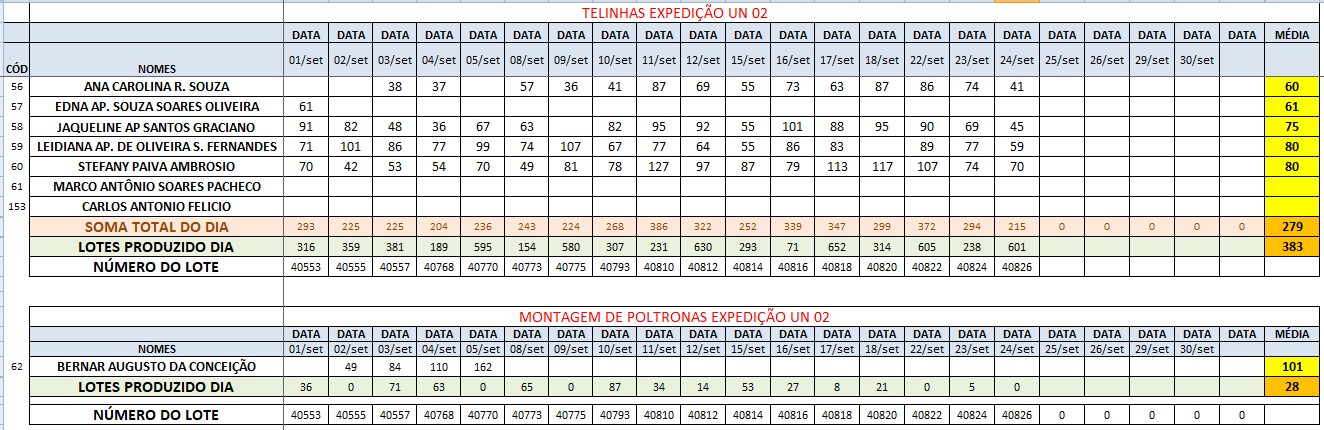 TELINHAS EXPEDIÇÃO UN 02
DATA DATA DATA DATA DATA DATA DATA DATA DATA DATA DATA DATA DATA DATA DATA DATA DATA DATA DATA DATA DATA DATA MÉDIA
CÓD NOMES 01/set 02/set 03/set 04/set 05/set 08/set 09/set 10/set 11/set 12/set 15/set 16/set 17/set 18/set 22/set 23/set 24/set 25/set 26/set 29/set 30/set
56 ANA CAROLINA R. SOUZA 38 37 57 36 41 87 69 55 73 63 87 86 74 41 60
57 EDNA AP. SOUZA SOARES OLIVEIRA 61 61
58 JAQUELINE AP SANTOS GRACIANO 91 82 48 36 67 63 82 95 92 55 101 88 95 90 69 45 75
59 LEIDIANA AP. DE OLIVEIRA S. FERNANDES 71 101 86 77 99 74 107 67 77 64 55 86 83 89 77 59 80
60 STEFANY PAIVA AMBROSIO 70 42 53 54 70 49 81 78 127 97 87 79 113 117 107 74 70 80
61 MARCO ANTÔNIO SOARES PACHECO
153 CARLOS ANTONIO FELICIO
SOMA TOTAL DO DIA 293 225 225 204 236 243 224 268 386 322 252 339 347 299 372 294 215 0 0 0 0 0 279
LOTES PRODUZIDO DIA 316 359 381 189 595 154 580 307 231 630 293 71 652 314 605 238 601 383
NÚMERO DO LOTE 40553 40555 40557 40768 40770 40773 40775 40793 40810 40812 40814 40816 40818 40820 40822 40824 40826
MONTAGEM DE POLTRONAS EXPEDIÇÃO UN 02
DATA DATA DATA DATA DATA DATA DATA DATA DATA DATA DATA DATA DATA DATA DATA DATA DATA DATA DATA DATA DATA DATA MÉDIA
NOMES 01/set 02/set 03/set 04/set 05/set 08/set 09/set 10/set 11/set 12/set 15/set 16/set 17/set 18/set 22/set 23/set 24/set 25/set 26/set 29/set 30/set
62 BERNAR AUGUSTO DA CONCEIÇÃO 49 84 110 162 101
LOTES PRODUZIDO DIA 36 0 71 63 0 65 0 87 34 14 53 27 8 21 0 5 0 28
NÚMERO DO LOTE 40553 40555 40557 40768 40770 40773 40775 40793 40810 40812 40814 40816 40818 40820 40822 40824 40826 0 0 0 0 0